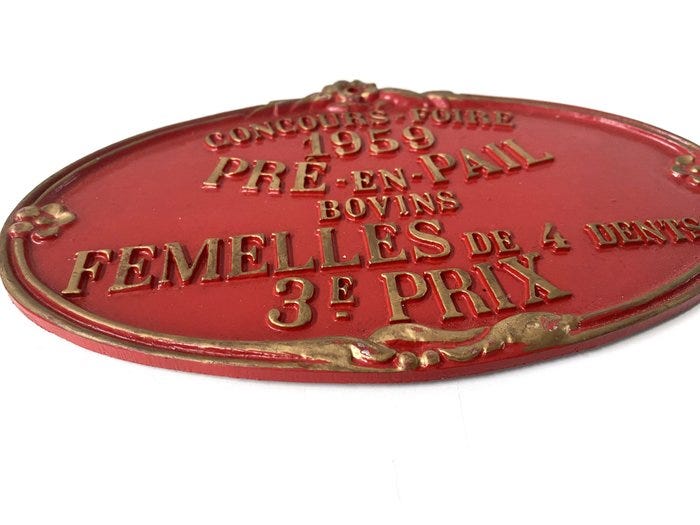 CONCOURS-FOIRE
1959
PRÉ-EN-PAIL
BOVINS
FEMELLES DE 4 DENTS
3E PRIX